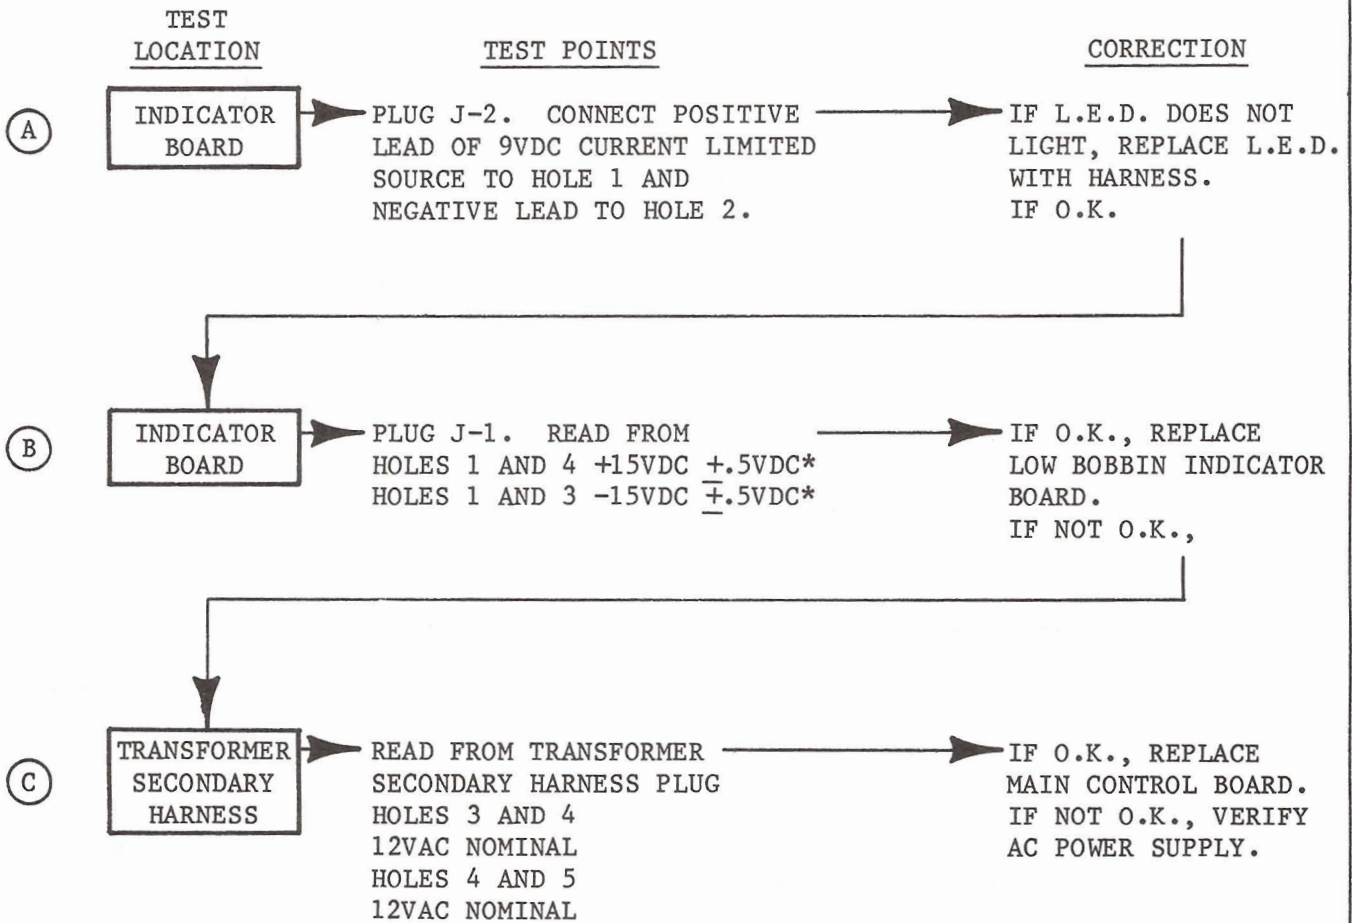 TEST
LOCATION
TEST POINTS
CORRECTION
A
INDICATOR
BOARD
PLUG J-2. CONNECT POSITIVE
LEAD OF 9VDC CURRENT LIMITED
SOURCE TO HOLE 1 AND
NEGATIVE LEAD TO HOLE 2.
IF L.E.D. DOES NOT
LIGHT, REPLACE L.E.D.
WITH HARNESS.
IF O.K.
B
INDICATOR
BOARD
PLUG J-1. READ FROM
HOLES 1 AND 4 +15VDC ±.5VDC*
HOLES 1 AND 3 -15VDC ±.5VDC*
IF O.K., REPLACE
LOW BOBBIN INDICATOR
BOARD.
IF NOT O.K.,
C
TRANSFORMER
SECONDARY
HARNESS
READ FROM TRANSFORMER
SECONDARY HARNESS PLUG
HOLES 3 AND 4
12VAC NOMINAL
HOLES 4 AND 5
12VAC NOMINAL
IF O.K., REPLACE
MAIN CONTROL BOARD.
IF NOT O.K., VERIFY
AC POWER SUPPLY.